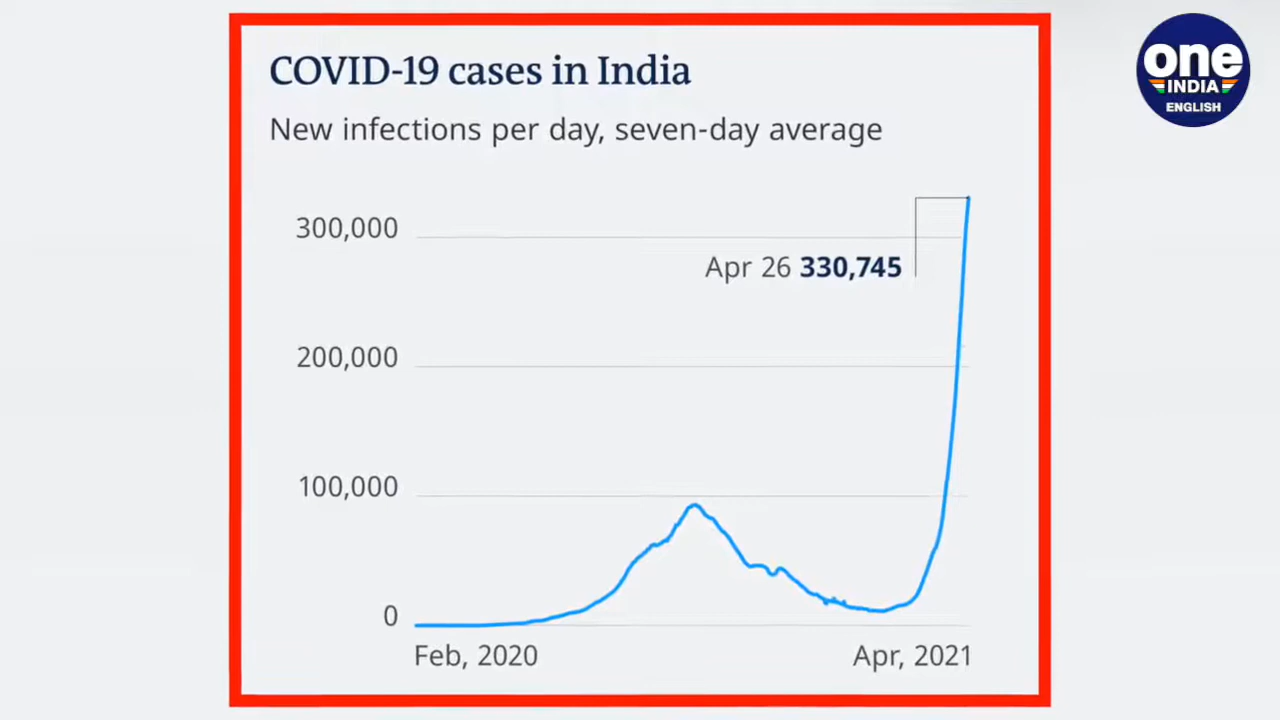 COVID-19 cases in India
New infections per day, seven-day average
one
INDIA
ENGLISH
300,000
Apr 26 330,745
200,000
100,000
0
Feb, 2020
Apr, 2021